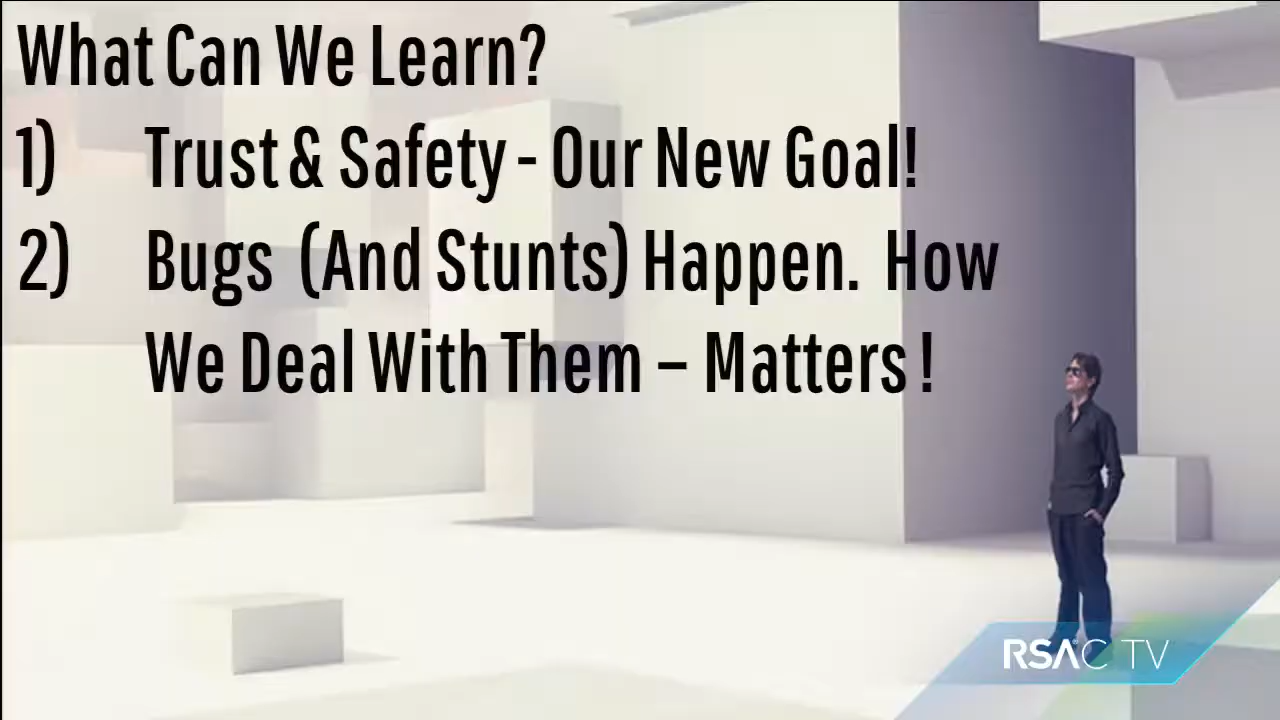 What Can We Learn?
1) Trust & Safety - Our New Goal!
2) Bugs (And Stunts) Happen. How
We Deal With Them – Matters !
RSA®C TV